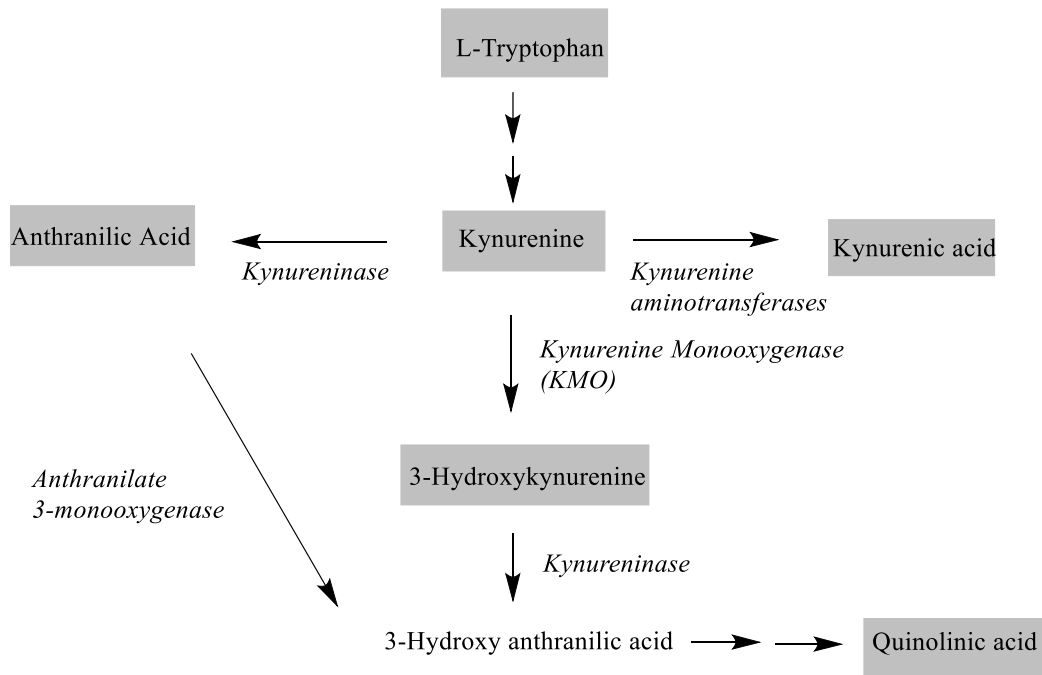 L-Tryptophan
Anthranilic Acid
Kynurenine
Kynurenic acid
Kynureninase
Kynurenine
aminotransferases
Kynurenine Monooxygenase
(KMO)
3-Hydroxykynurenine
Anthranilate
3-monooxygenase
Kynureninase
3-Hydroxy anthranilic acid
Quinolinic acid